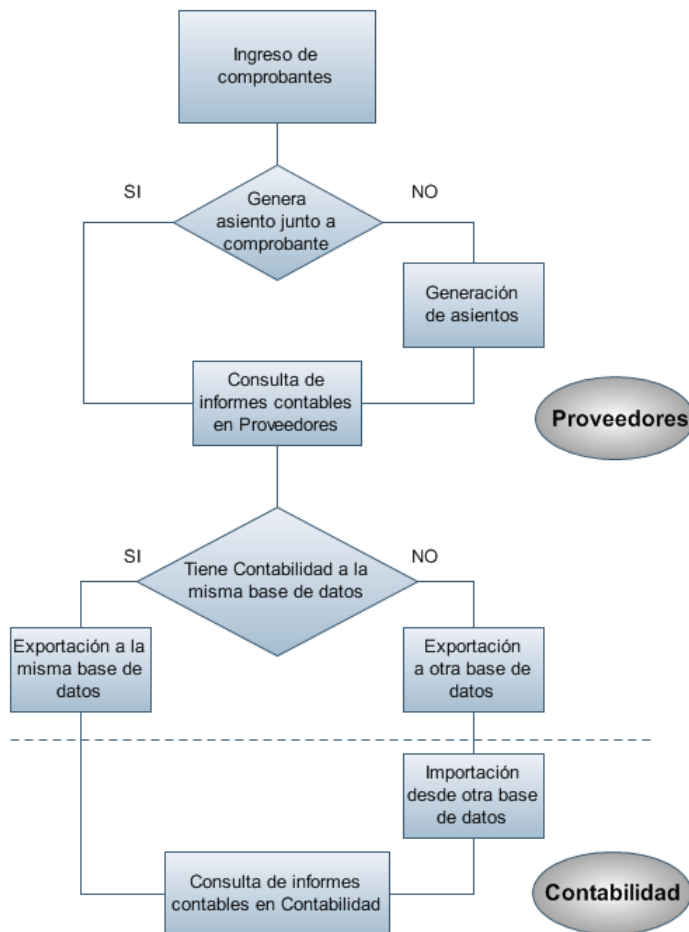 Ingreso de
comprobantes
SI
NO
Genera
asiento junto a
comprobante
Generación
de asientos
Consulta de
informes contables
en Proveedores
Proveedores
SI
NO
Tiene Contabilidad a la
misma base de datos
Exportación a la
misma base de
datos
Exportación
a otra base de
datos
Importación
desde otra base
de datos
Consulta de informes
contables en Contabilidad
Contabilidad